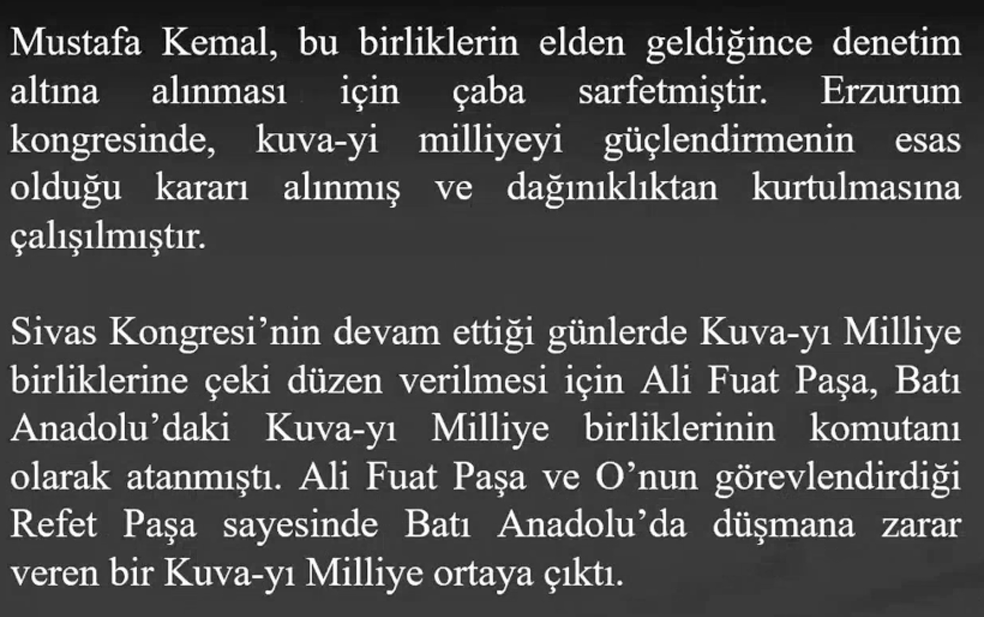 Mustafa Kemal, bu birliklerin elden geldiğince denetim
altına alınması için çaba sarfetmiştir. Erzurum
kongresinde, kuva-yi milliyeyi güçlendirmenin esas
olduğu kararı alınmış ve dağınıklıktan kurtulmasına
çalışılmıştır.
Sivas Kongresi’nin devam ettiği günlerde Kuva-yı Milliye
birliklerine çeki düzen verilmesi için Ali Fuat Paşa, Batı
Anadolu’daki Kuva-yı Milliye birliklerinin komutanı
olarak atanmıştı. Ali Fuat Paşa ve O’nun görevlendirdiği
Refet Paşa sayesinde Batı Anadolu’da düşmana zarar
veren bir Kuva-yı Milliye ortaya çıktı.